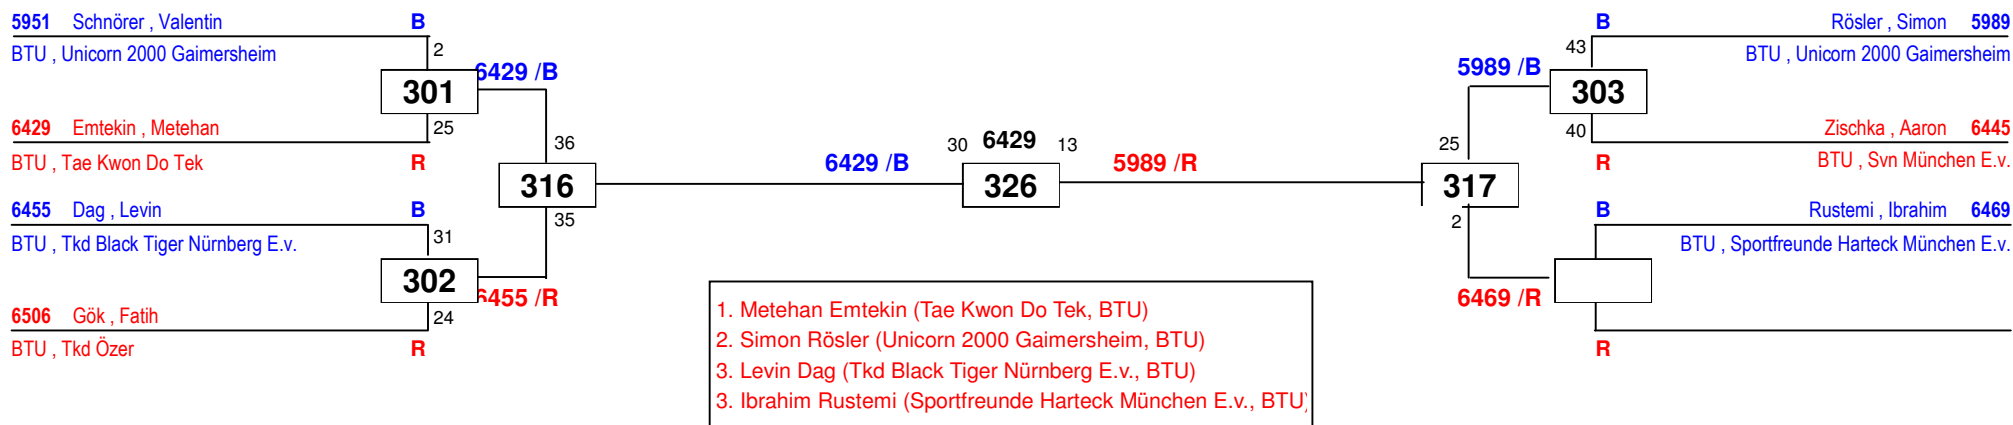 5951 Schnörer , Valentin B
BTU , Unicorn 2000 Gaimersheim
2
301
6429 /B
25
6429 Emtekin , Metehan
BTU , Tae Kwon Do Tek R
36
316
35
6455 Dag , Levin B
BTU , Tkd Black Tiger Nürnberg E.v.
31
302
6455 /R
24
6506 Gök , Fatih
BTU , Tkd Özer R
6429 /B
30 6429 13
326
5989 /R
B Rösler , Simon 5989
BTU , Unicorn 2000 Gaimersheim
43
5989 /B
303
40
Zischka , Aaron 6445
R BTU , Svn München E.v.
25
317
2
B Rustemi , Ibrahim 6469
BTU , Sportfreunde Harteck München E.v.
6469 /R
R
1. Metehan Emtekin (Tae Kwon Do Tek, BTU)
2. Simon Rösler (Unicorn 2000 Gaimersheim, BTU)
3. Levin Dag (Tkd Black Tiger Nürnberg E.v., BTU)
3. Ibrahim Rustemi (Sportfreunde Harteck München E.v., BTU)